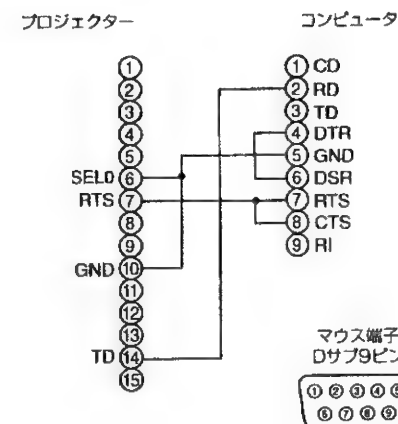 プロジェクター
コンピュータ
①
②
③
④
⑤
SEL0 ⑥
RTS ⑦
⑧
⑨
GND ⑩
⑪
⑫
⑬
TD ⑭
⑮
① CD
② RD
③ TD
④ DTR
⑤ GND
⑥ DSR
⑦ RTS
⑧ CTS
⑨ RI
マウス端子
Dサブ9ピン
①②③④⑤
⑥⑦⑧⑨